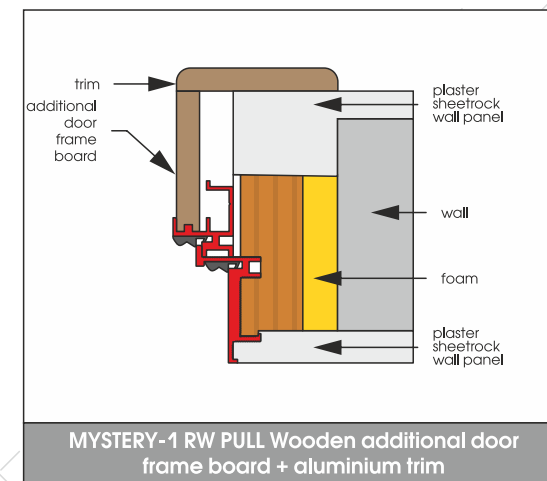 trim
additional
door
frame
board
plaster
sheetrock
wall panel
wall
foam
plaster
sheetrock
wall panel
MYSTERY-1 RW PULL Wooden additional door
frame board + aluminium trim